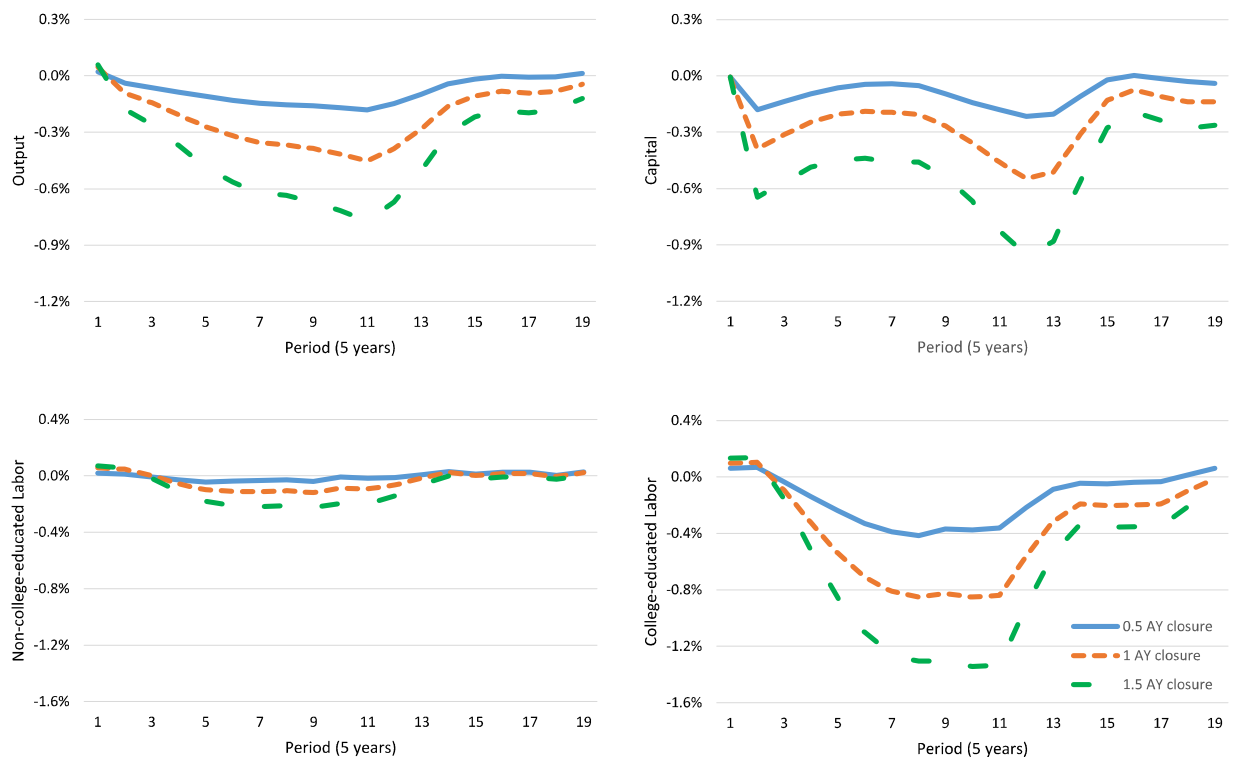 0.3%
0.0%
-0.3%
-0.6%
-0.9%
-1.2%
Output
1 3 5 7 9 11 13 15 17 19
Period (5 years)
0.3%
0.0%
-0.3%
-0.6%
-0.9%
-1.2%
Capital
1 3 5 7 9 11 13 15 17 19
Period (5 years)
0.4%
0.0%
-0.4%
-0.8%
-1.2%
-1.6%
Non-college-educated Labor
1 3 5 7 9 11 13 15 17 19
Period (5 years)
0.4%
0.0%
-0.4%
-0.8%
-1.2%
-1.6%
College-educated Labor
0.5 AY closure
1 AY closure
1.5 AY closure
1 3 5 7 9 11 13 15 17 19
Period (5 years)